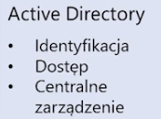 Active Directory
• Identyfikacja
• Dostęp
• Centralne
zarządzenie